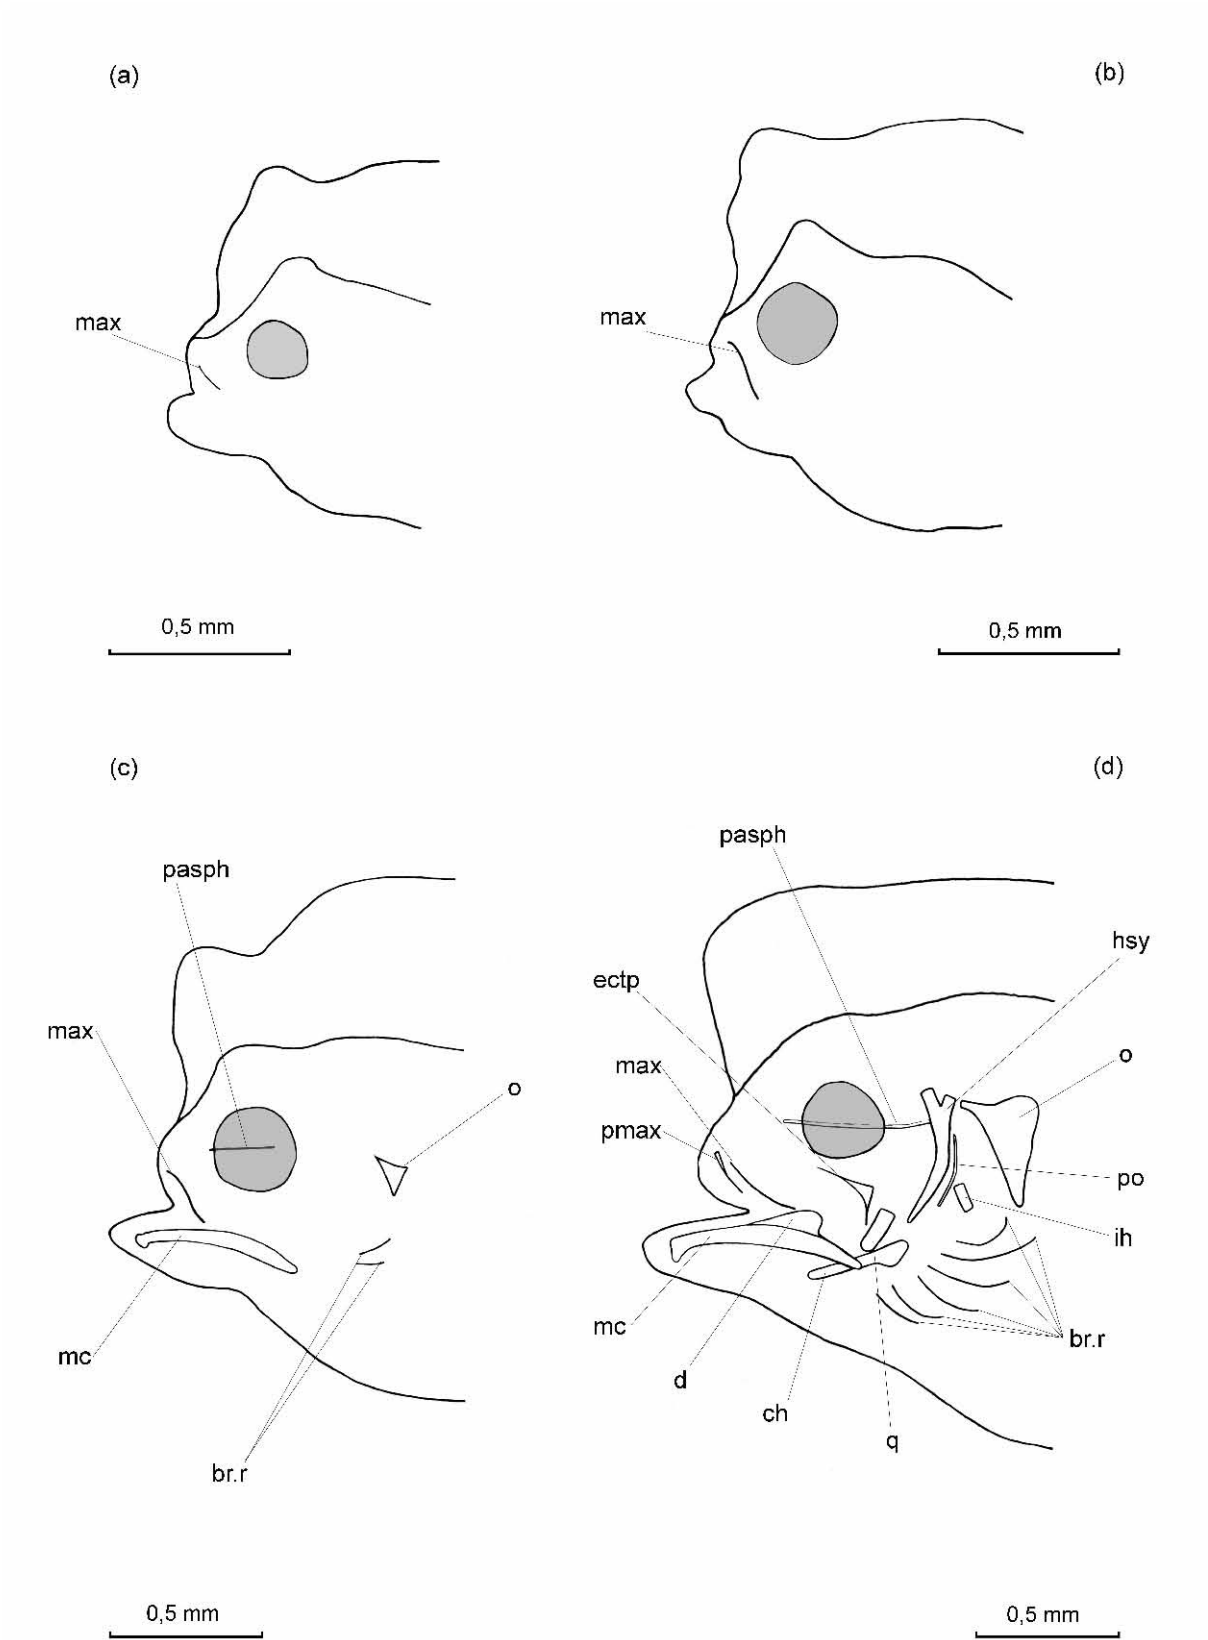 (a)
(b)
max
max
0,5 mm
0,5 mm
(c)
(d)
pasph
max
o
mc
br.r
pasph
hsy
ectp
max
o
pmax
po
ih
mc
br.r
d
ch
q
0,5 mm
0,5 mm